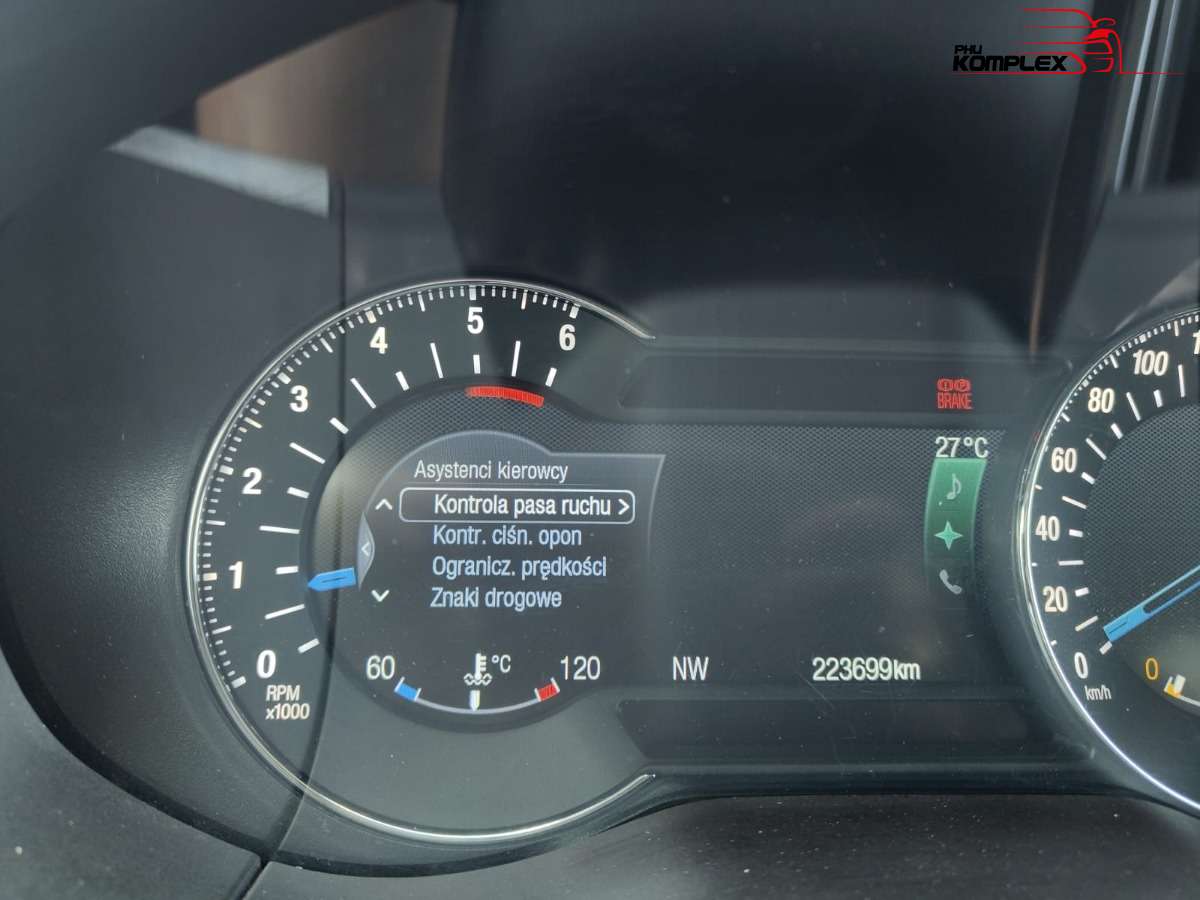 PHU
KOMPLEX
4
5
6
3
2
1
0
RPM
x1000
BRAKE
27°C
Asystenci kierowcy
Kontrola pasa ruchu >
Kontr. ciśn. opon
Ogranicz. prędkości
Znaki drogowe
60
°C
120
NW
223699km
100
80
60
40
20
0
km/h
0